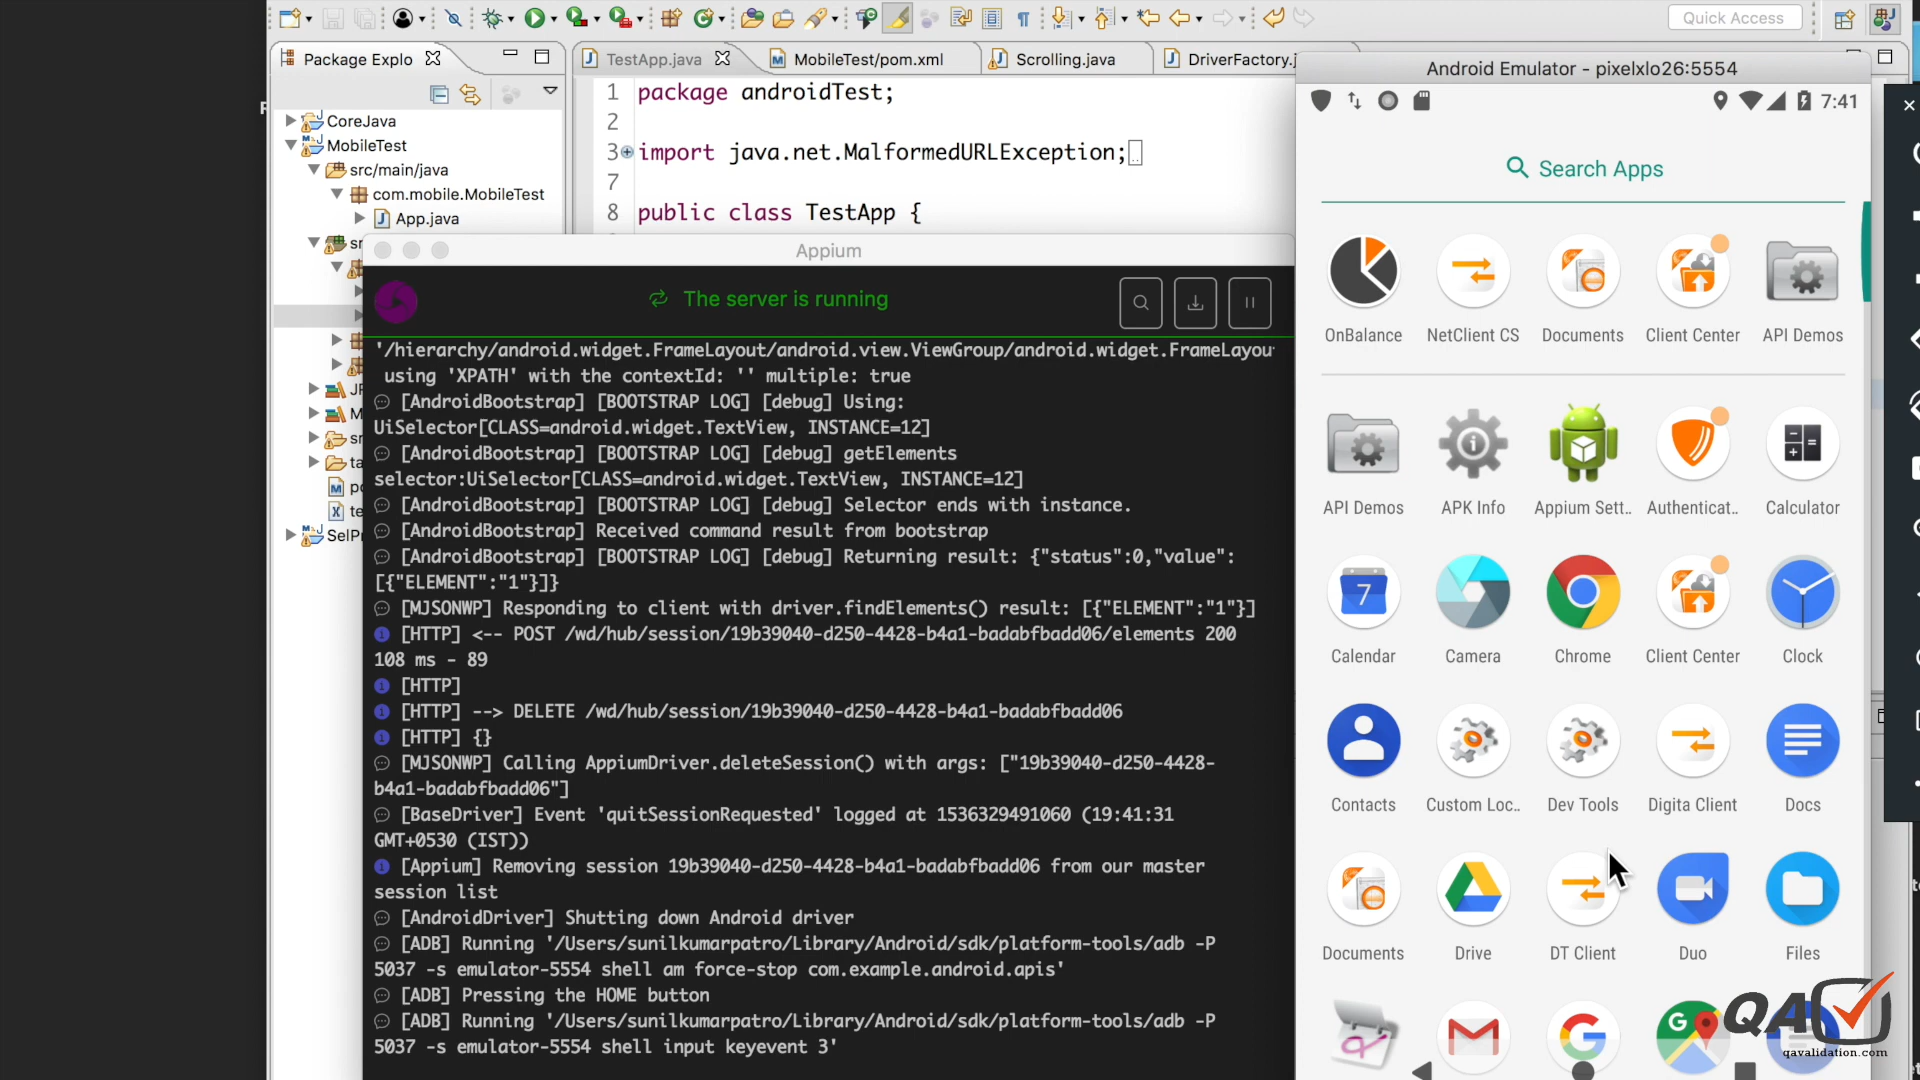 Quick Access
Package Explo
TestApp.java
MobileTest/pom.xml
Scrolling.java
DriverFactory.j
CoreJava
MobileTest
src/main/java
com.mobile.MobileTest
App.java
SelPr
1 package androidTest;
2
3 import java.net.MalformedURLException;
7
8 public class TestApp {
Appium
The server is running
'/hierarchy/android.widget.FrameLayout/android.view.ViewGroup/android.widget.FrameLayou
using 'XPATH' with the contextId: '' multiple: true
[AndroidBootstrap] [BOOTSTRAP LOG] [debug] Using:
UiSelector[CLASS=android.widget.TextView, INSTANCE=12]
[AndroidBootstrap] [BOOTSTRAP LOG] [debug] getElements
selector:UiSelector[CLASS=android.widget.TextView, INSTANCE=12]
[AndroidBootstrap] [BOOTSTRAP LOG] [debug] Selector ends with instance.
[AndroidBootstrap] Received command result from bootstrap
[AndroidBootstrap] [BOOTSTRAP LOG] [debug] Returning result: {"status":0,"value":
[{"ELEMENT":"1"}]}
[MJSONWP] Responding to client with driver.findElements() result: [{"ELEMENT":"1"}]
[HTTP] <-- POST /wd/hub/session/19b39040-d250-4428-b4a1-badabfbadd06/elements 200
108 ms - 89
[HTTP]
[HTTP] --> DELETE /wd/hub/session/19b39040-d250-4428-b4a1-badabfbadd06
[HTTP] {}
[MJSONWP] Calling AppiumDriver.deleteSession() with args: ["19b39040-d250-4428-
b4a1-badabfbadd06"]
[BaseDriver] Event 'quitSessionRequested' logged at 1536329491060 (19:41:31
GMT+0530 (IST))
[Appium] Removing session 19b39040-d250-4428-b4a1-badabfbadd06 from our master
session list
[AndroidDriver] Shutting down Android driver
[ADB] Running '/Users/sunilkumarpatro/Library/Android/sdk/platform-tools/adb -P
5037 -s emulator-5554 shell am force-stop com.example.android.apis'
[ADB] Pressing the HOME button
[ADB] Running '/Users/sunilkumarpatro/Library/Android/sdk/platform-tools/adb -P
5037 -s emulator-5554 shell input keyevent 3'
Android Emulator - pixelxlo26:5554
7:41
Search Apps
OnBalance NetClient CS Documents Client Center API Demos
API Demos APK Info Appium Sett.. Authenticat.. Calculator
7
Calendar Camera Chrome Client Center Clock
Contacts Custom Loc.. Dev Tools Digita Client Docs
Documents Drive DT Client Duo Files
QA
qavalidation.com